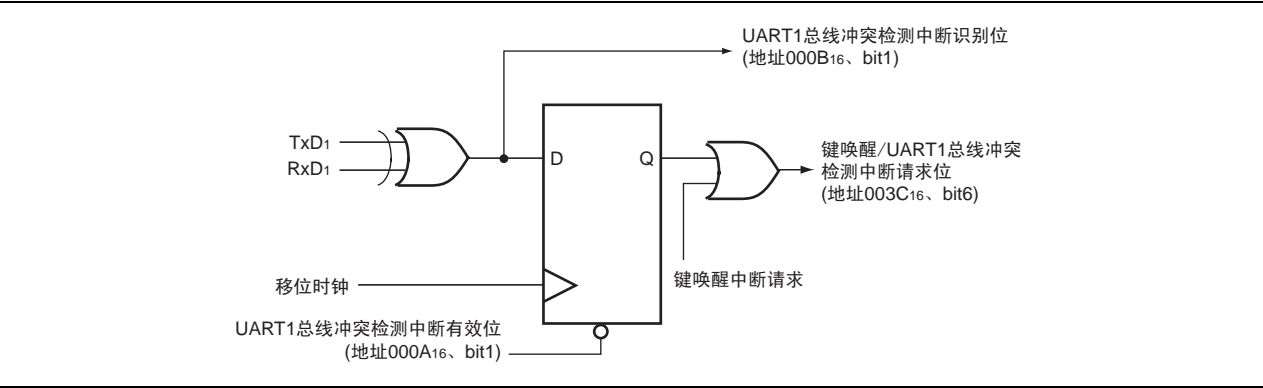 UART1总线冲突检测中断识别位
(地址000B16、bit1)
TxD1
RxD1
D
Q
键唤醒/UART1总线冲突
检测中断请求位
(地址003C16、bit6)
移位时钟
键唤醒中断请求
UART1总线冲突检测中断有效位
(地址000A16、bit1)